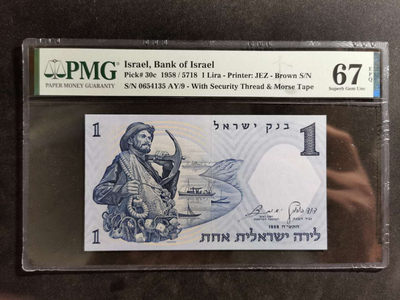 PMG
PAPER MONEY GUARANTY
Israel, Bank of Israel
Pick# 30c 1958 / 5718 1 Lira - Printer: JEZ - Brown S/N
S/N 0654135 AY/9 - With Security Thread & Morse Tape
67 EPQ
Superb Gem Unc
1
בנק ישראל
1
1958 התשי"ח
1
לירה ישראלית אחת